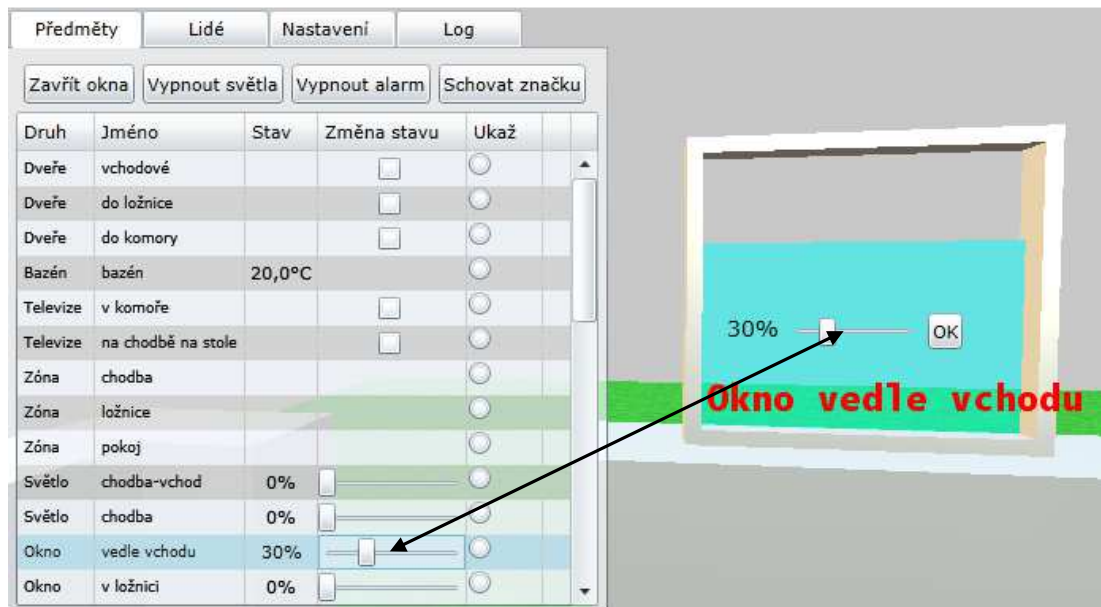 Předměty Lidé Nastavení Log
Zavřít okna Vypnout světla Vypnout alarm Schovat značku
Druh Jméno Stav Změna stavu Ukaž
Dveře vchodové
Dveře do ložnice
Dveře do komory
Bazén bazén 20,0°C
Televize v komoře
Televize na chodbě na stole
Zóna chodba
Zóna ložnice
Zóna pokoj
Světlo chodba-vchod 0%
Světlo chodba 0%
Okno vedle vchodu 30%
Okno v ložnici 0%
30% OK
Okno vedle vchodu